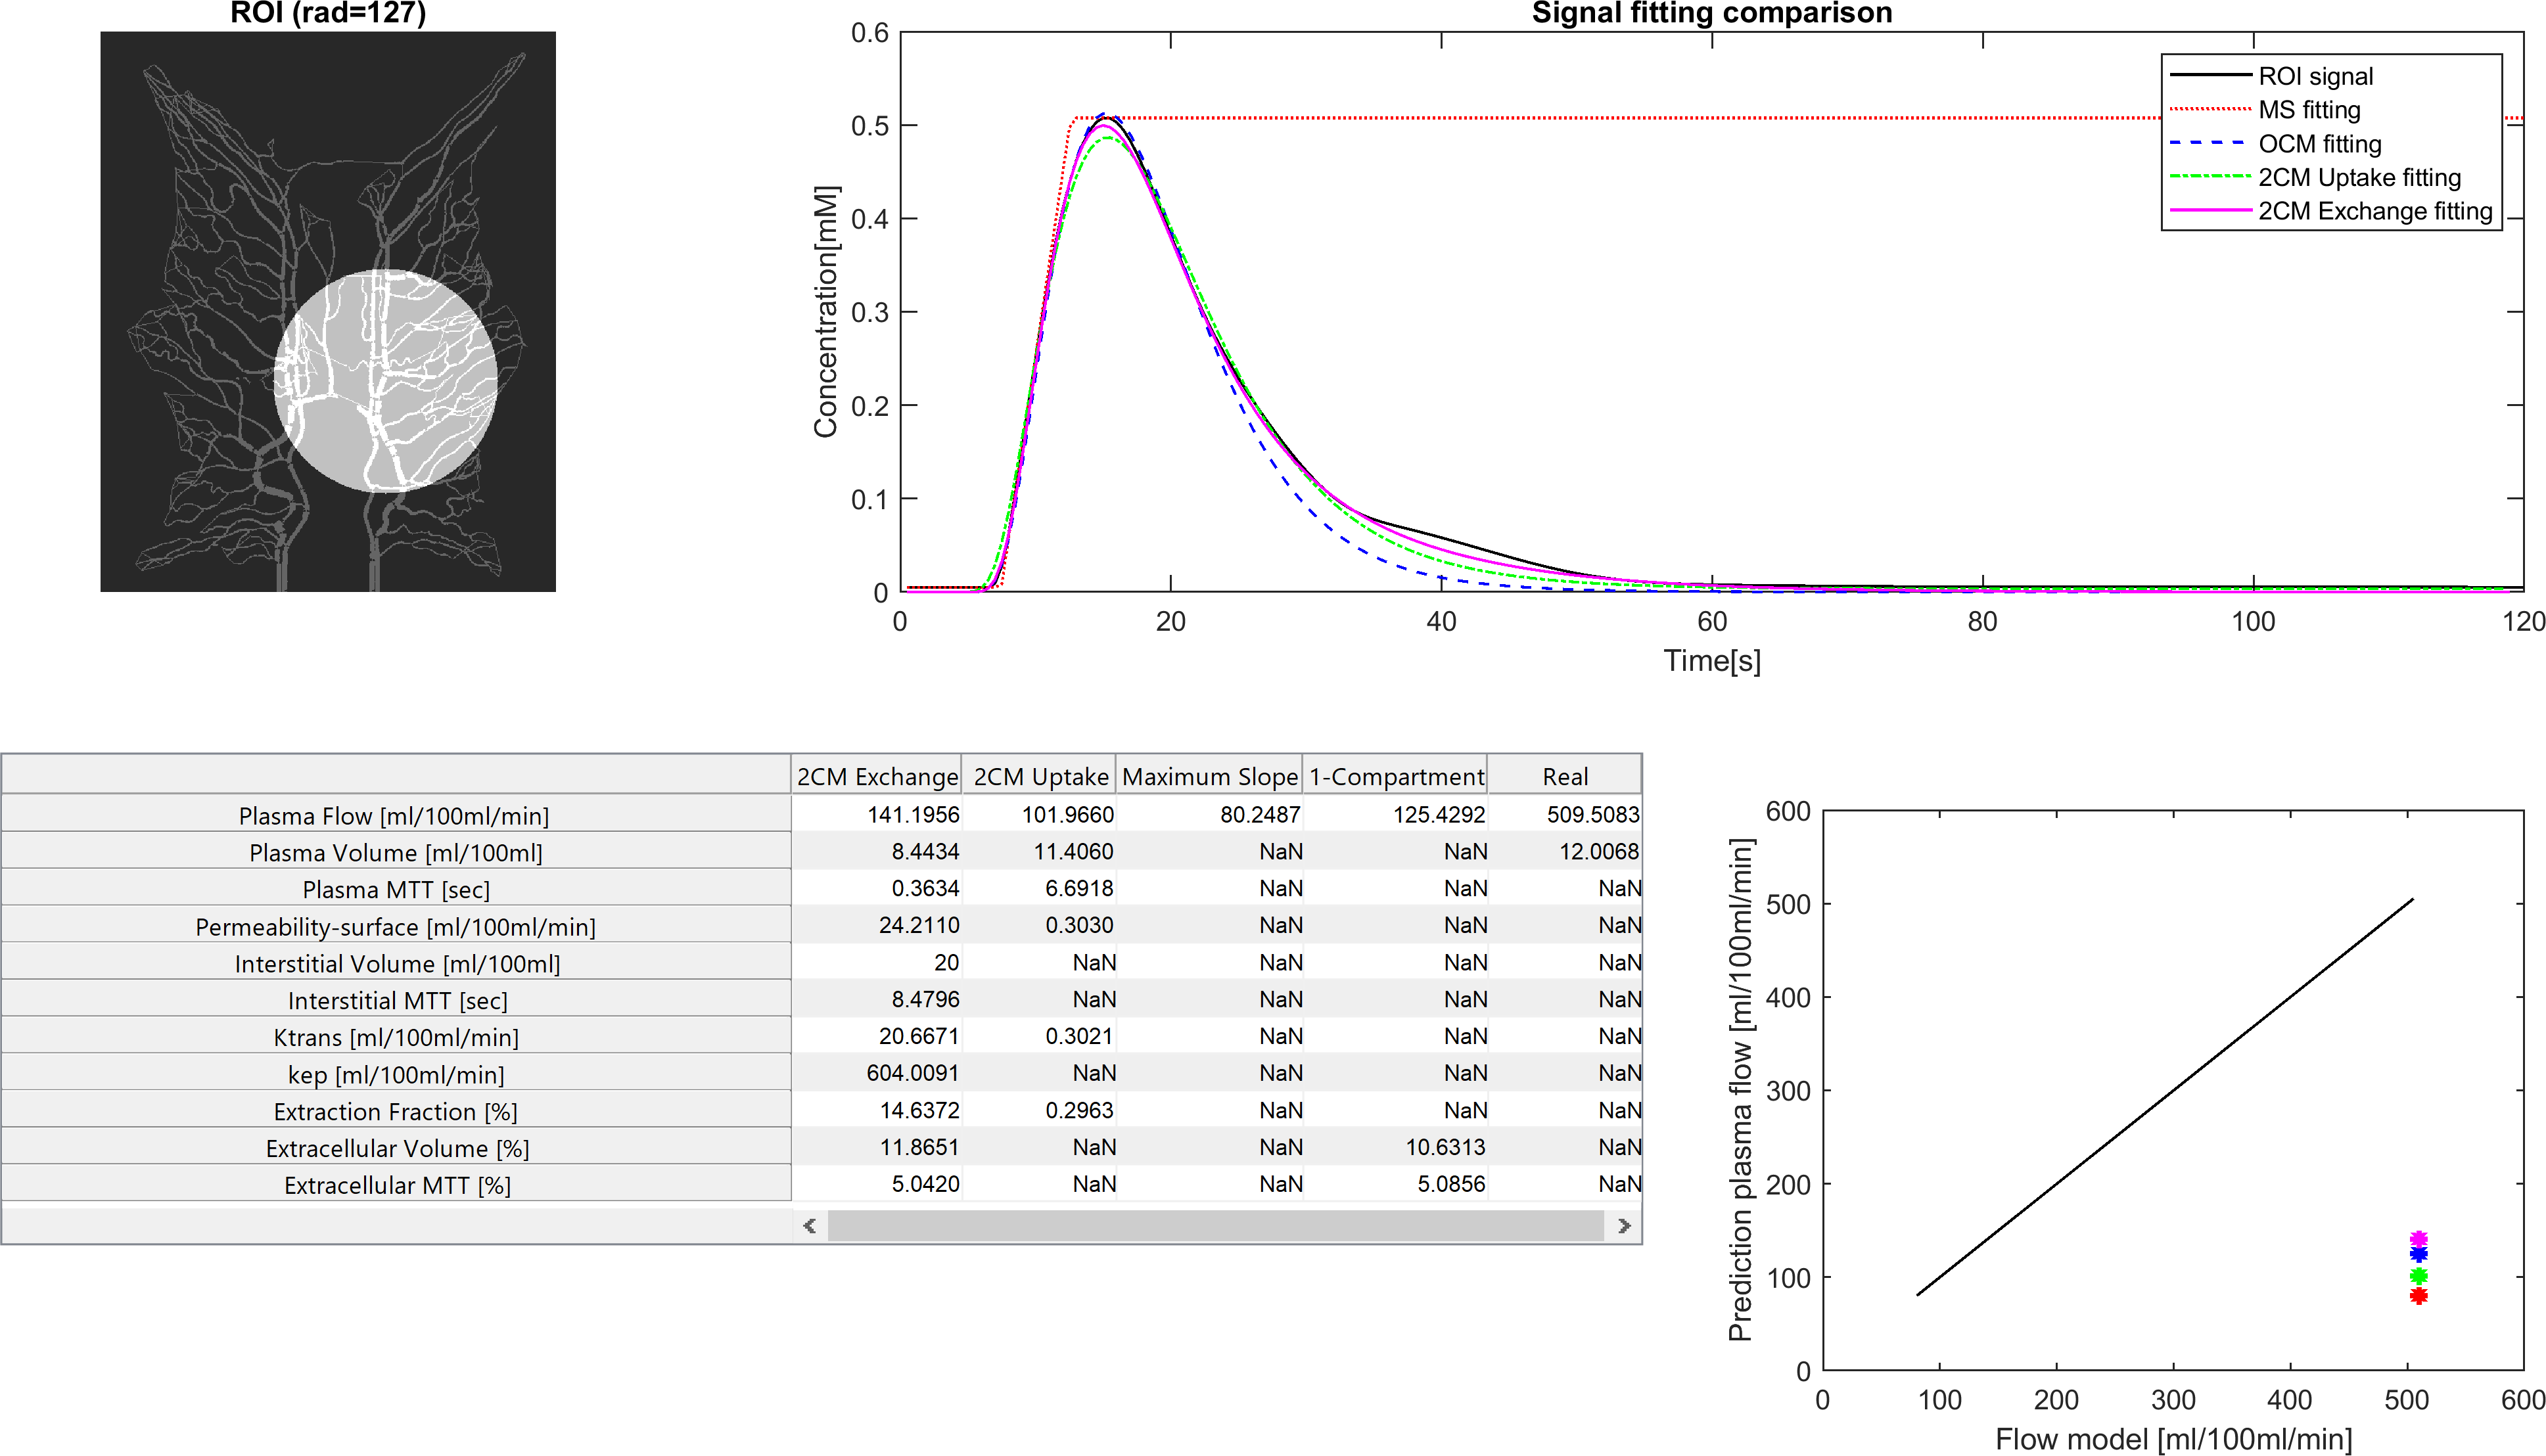 ROI (rad=127)
Signal fitting comparison
0.6
0.5
0.4
0.3
0.2
0.1
0
0 20 40 60 80 100 120
Concentration[mM]
Time[s]
ROI signal
MS fitting
OCM fitting
2CM Uptake fitting
2CM Exchange fitting
2CM Exchange 2CM Uptake Maximum Slope 1-Compartment Real
Plasma Flow [ml/100ml/min] 141.1956 101.9660 80.2487 125.4292 509.5083
Plasma Volume [ml/100ml] 8.4434 11.4060 NaN NaN 12.0068
Plasma MTT [sec] 0.3634 6.6918 NaN NaN NaN
Permeability-surface [ml/100ml/min] 24.2110 0.3030 NaN NaN NaN
Interstitial Volume [ml/100ml] 20 NaN NaN NaN NaN
Interstitial MTT [sec] 8.4796 NaN NaN NaN NaN
Ktrans [ml/100ml/min] 20.6671 0.3021 NaN NaN NaN
kep [ml/100ml/min] 604.0091 NaN NaN NaN NaN
Extraction Fraction [%] 14.6372 0.2963 NaN NaN NaN
Extracellular Volume [%] 11.8651 NaN NaN 10.6313 NaN
Extracellular MTT [%] 5.0420 NaN NaN 5.0856 NaN
600
500
400
300
200
100
0
0 100 200 300 400 500 600
Prediction plasma flow [ml/100ml/min]
Flow model [ml/100ml/min]